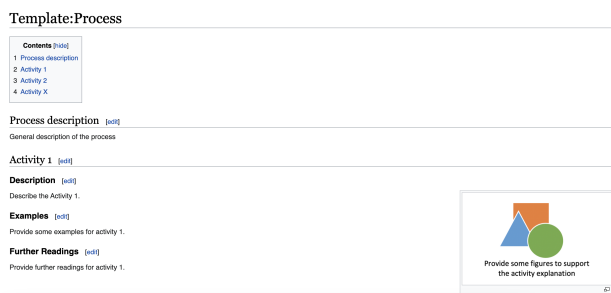 Template:Process
Contents [hide]
1 Process description
2 Activity 1
3 Activity 2
4 Activity X
Process description [edit]
General description of the process
Activity 1 [edit]
Description [edit]
Describe the Activity 1.
Examples [edit]
Provide some examples for activity 1.
Further Readings [edit]
Provide further readings for activity 1.
Provide some figures to support
the activity explanation